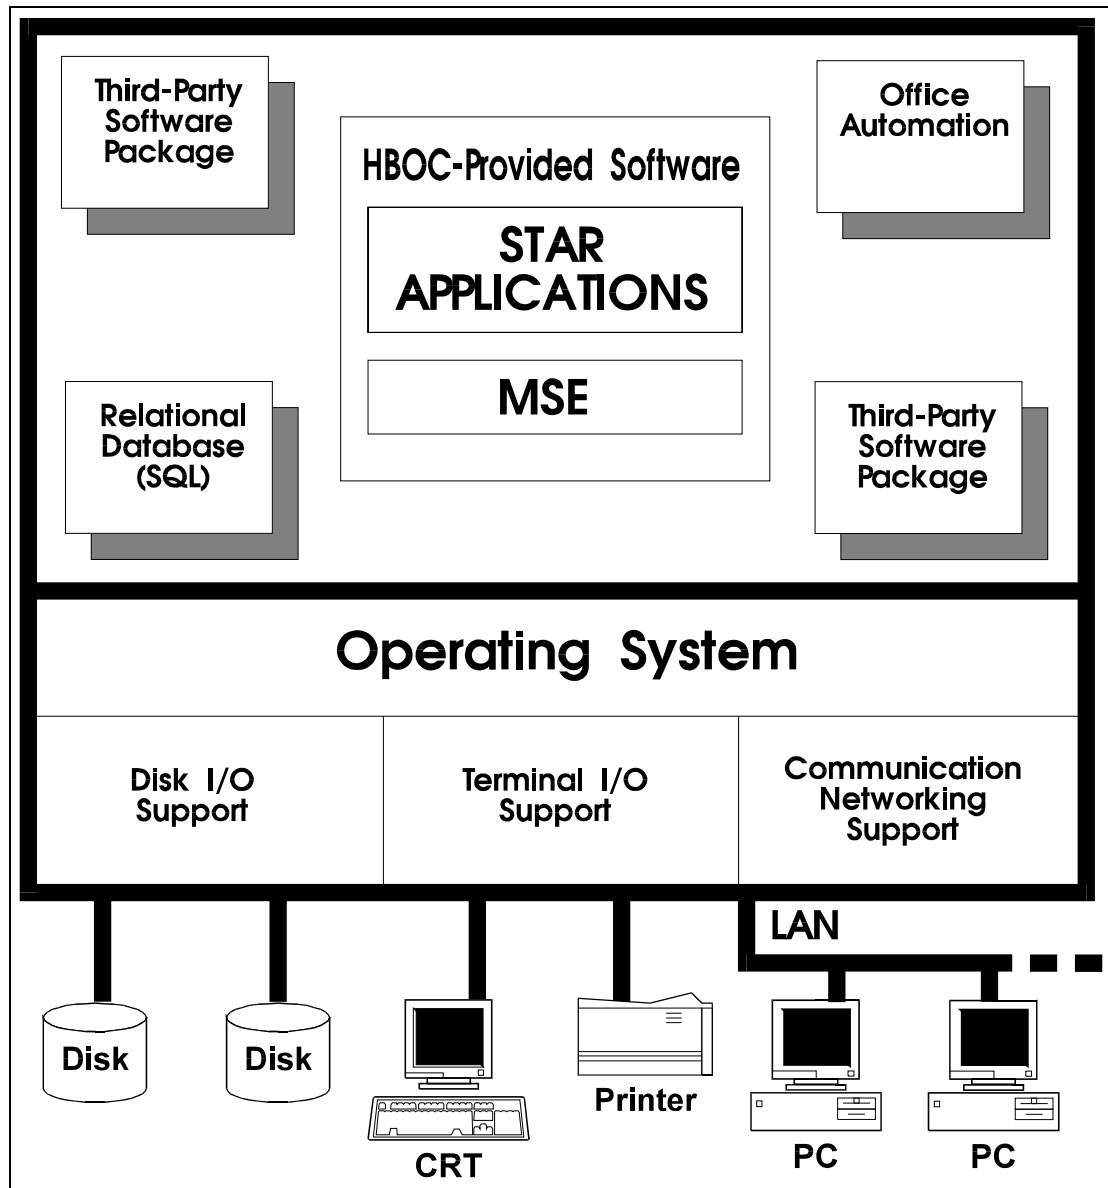 Third-Party
Software
Package
Office
Automation
HBOC-Provided Software
STAR
APPLICATIONS
MSE
Relational
Database
(SQL)
Third-Party
Software
Package
Operating System
Disk I/O
Support
Terminal I/O
Support
Communication
Networking
Support
LAN
Disk
Disk
CRT
Printer
PC
PC